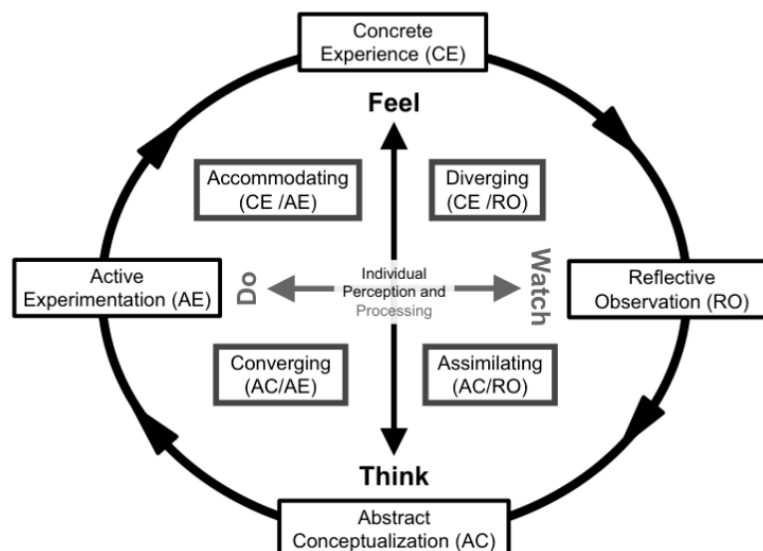 Concrete
Experience (CE)
Feel
Accommodating
(CE /AE)
Diverging
(CE /RO)
Active
Experimentation (AE)
Do
Individual
Perception and
Processing
Watch
Reflective
Observation (RO)
Converging
(AC/AE)
Assimilating
(AC/RO)
Think
Abstract
Conceptualization (AC)